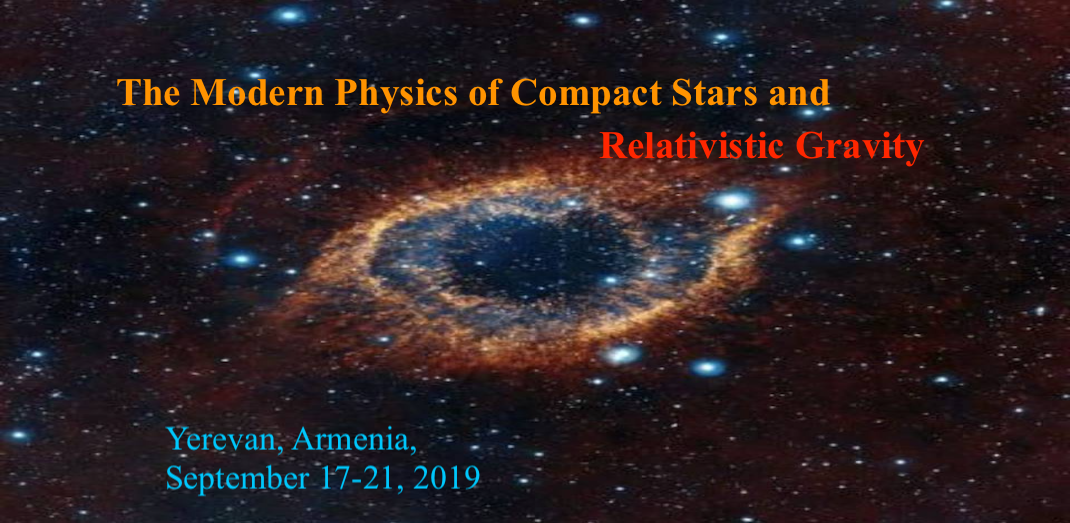 The Modern Physics of Compact Stars and
Relativistic Gravity
Yerevan, Armenia,
September 17-21, 2019